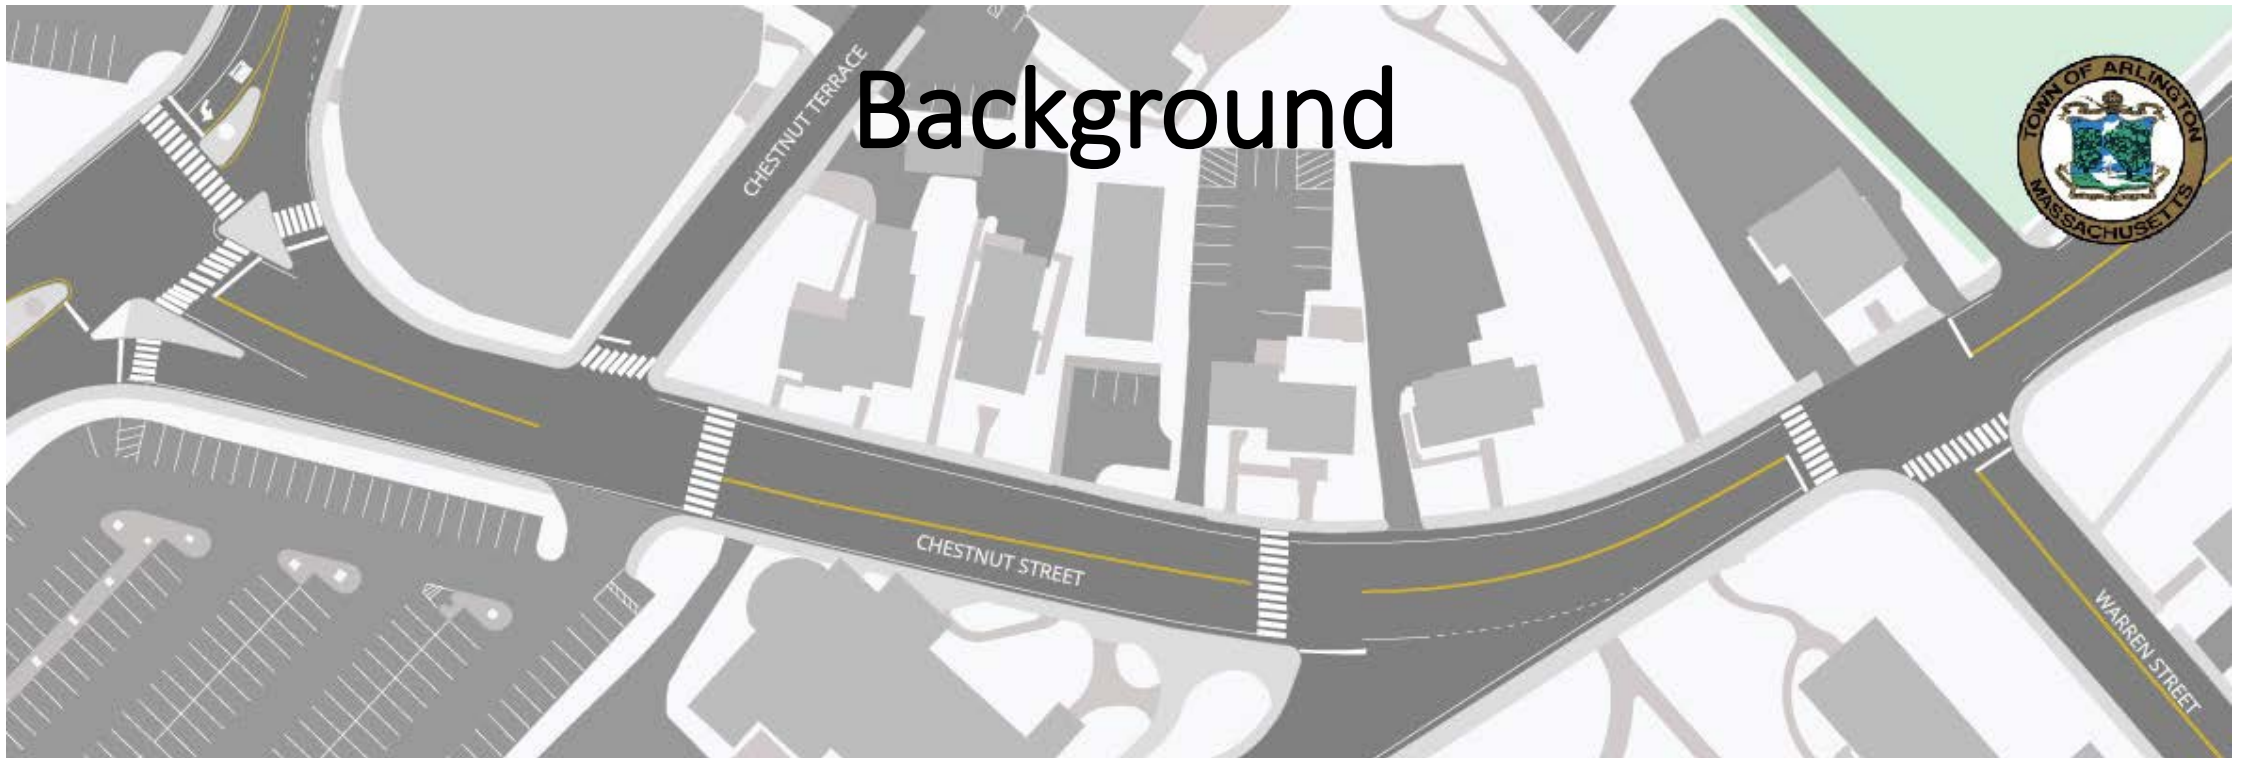 Background
CHESTNUT TERRACE
TOWN OF ARLINGTON
MASSACHUSETTS
CHESTNUT STREET
WARREN STREET